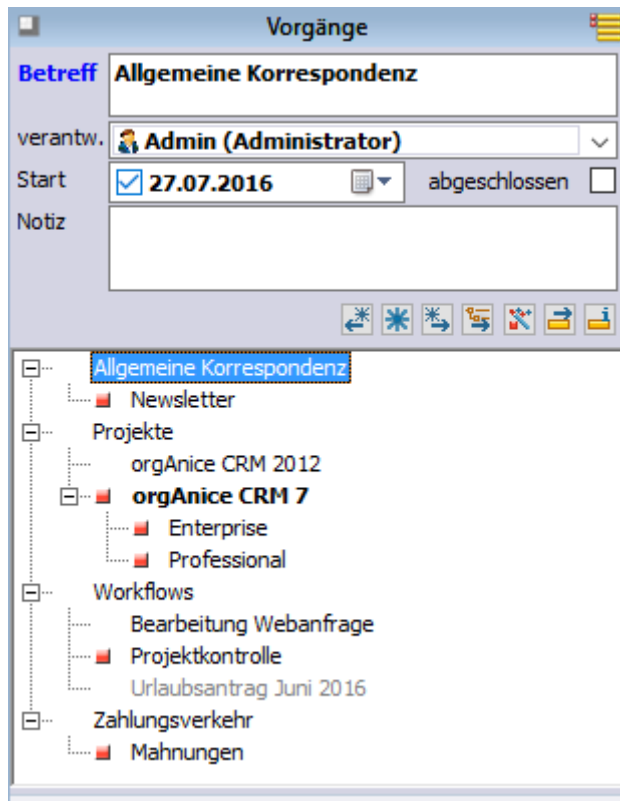 Vorgänge
Betreff Allgemeine Korrespondenz
verantw. Admin (Administrator)
Start 27.07.2016 abgeschlossen
Notiz
Allgemeine Korrespondenz
Newsletter
Projekte
orgAnice CRM 2012
orgAnice CRM 7
Enterprise
Professional
Workflows
Bearbeitung Webanfrage
Projektkontrolle
Urlaubsantrag Juni 2016
Zahlungsverkehr
Mahnungen